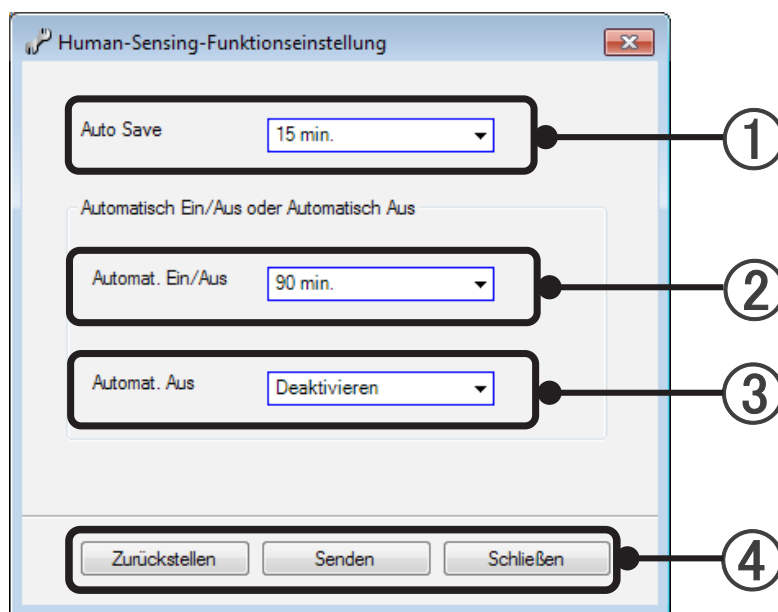 Human-Sensing-Funktionseinstellung
Auto Save 15 min. 1
Automatisch Ein/Aus oder Automatisch Aus
Automat. Ein/Aus 90 min. 2
Automat. Aus Deaktivieren 3
Zurückstellen Senden Schließen 4